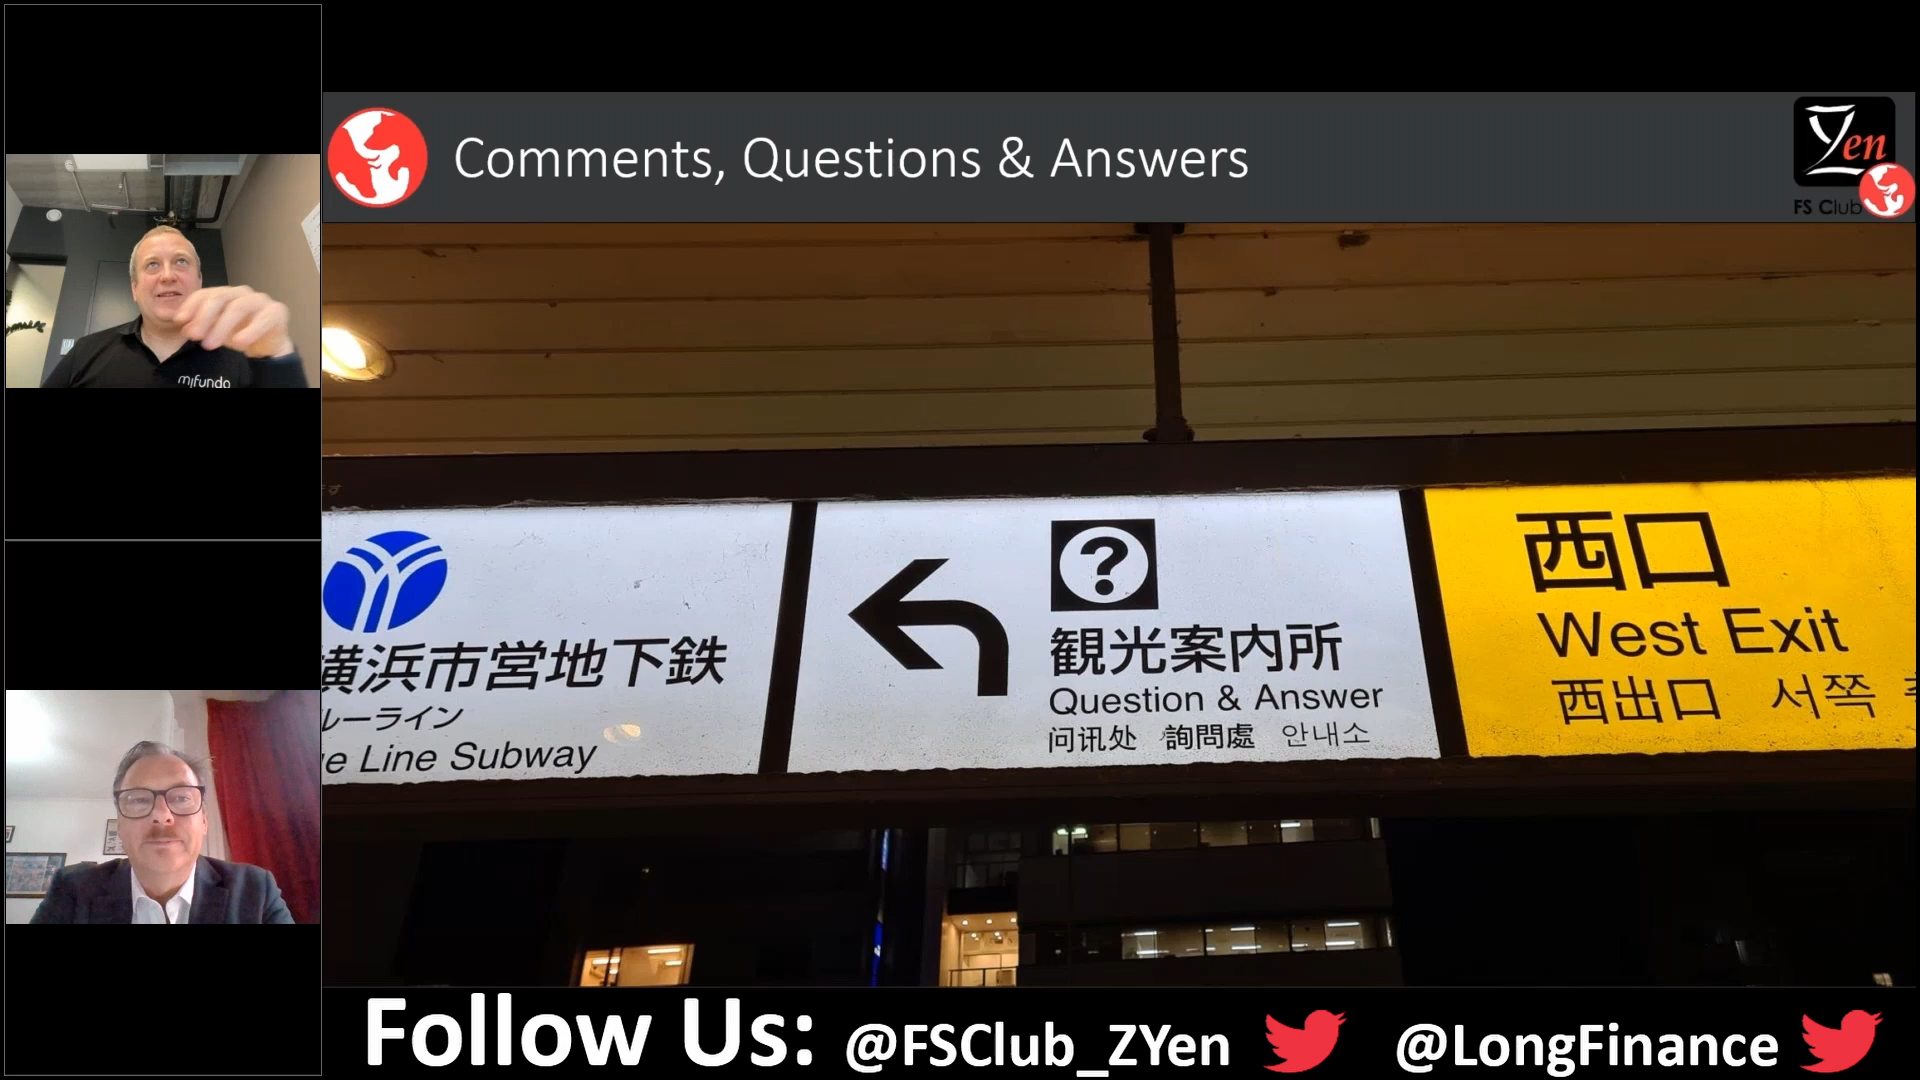 Comments, Questions & Answers
Zen
FS Club
mifundo
横浜市営地下鉄
ルーライン
ue Line Subway
?
観光案内所
Question & Answer
问讯处 詢問處 안내소
西口
West Exit
西出口 서쪽
Follow Us: @FSClub_ZYen @LongFinance